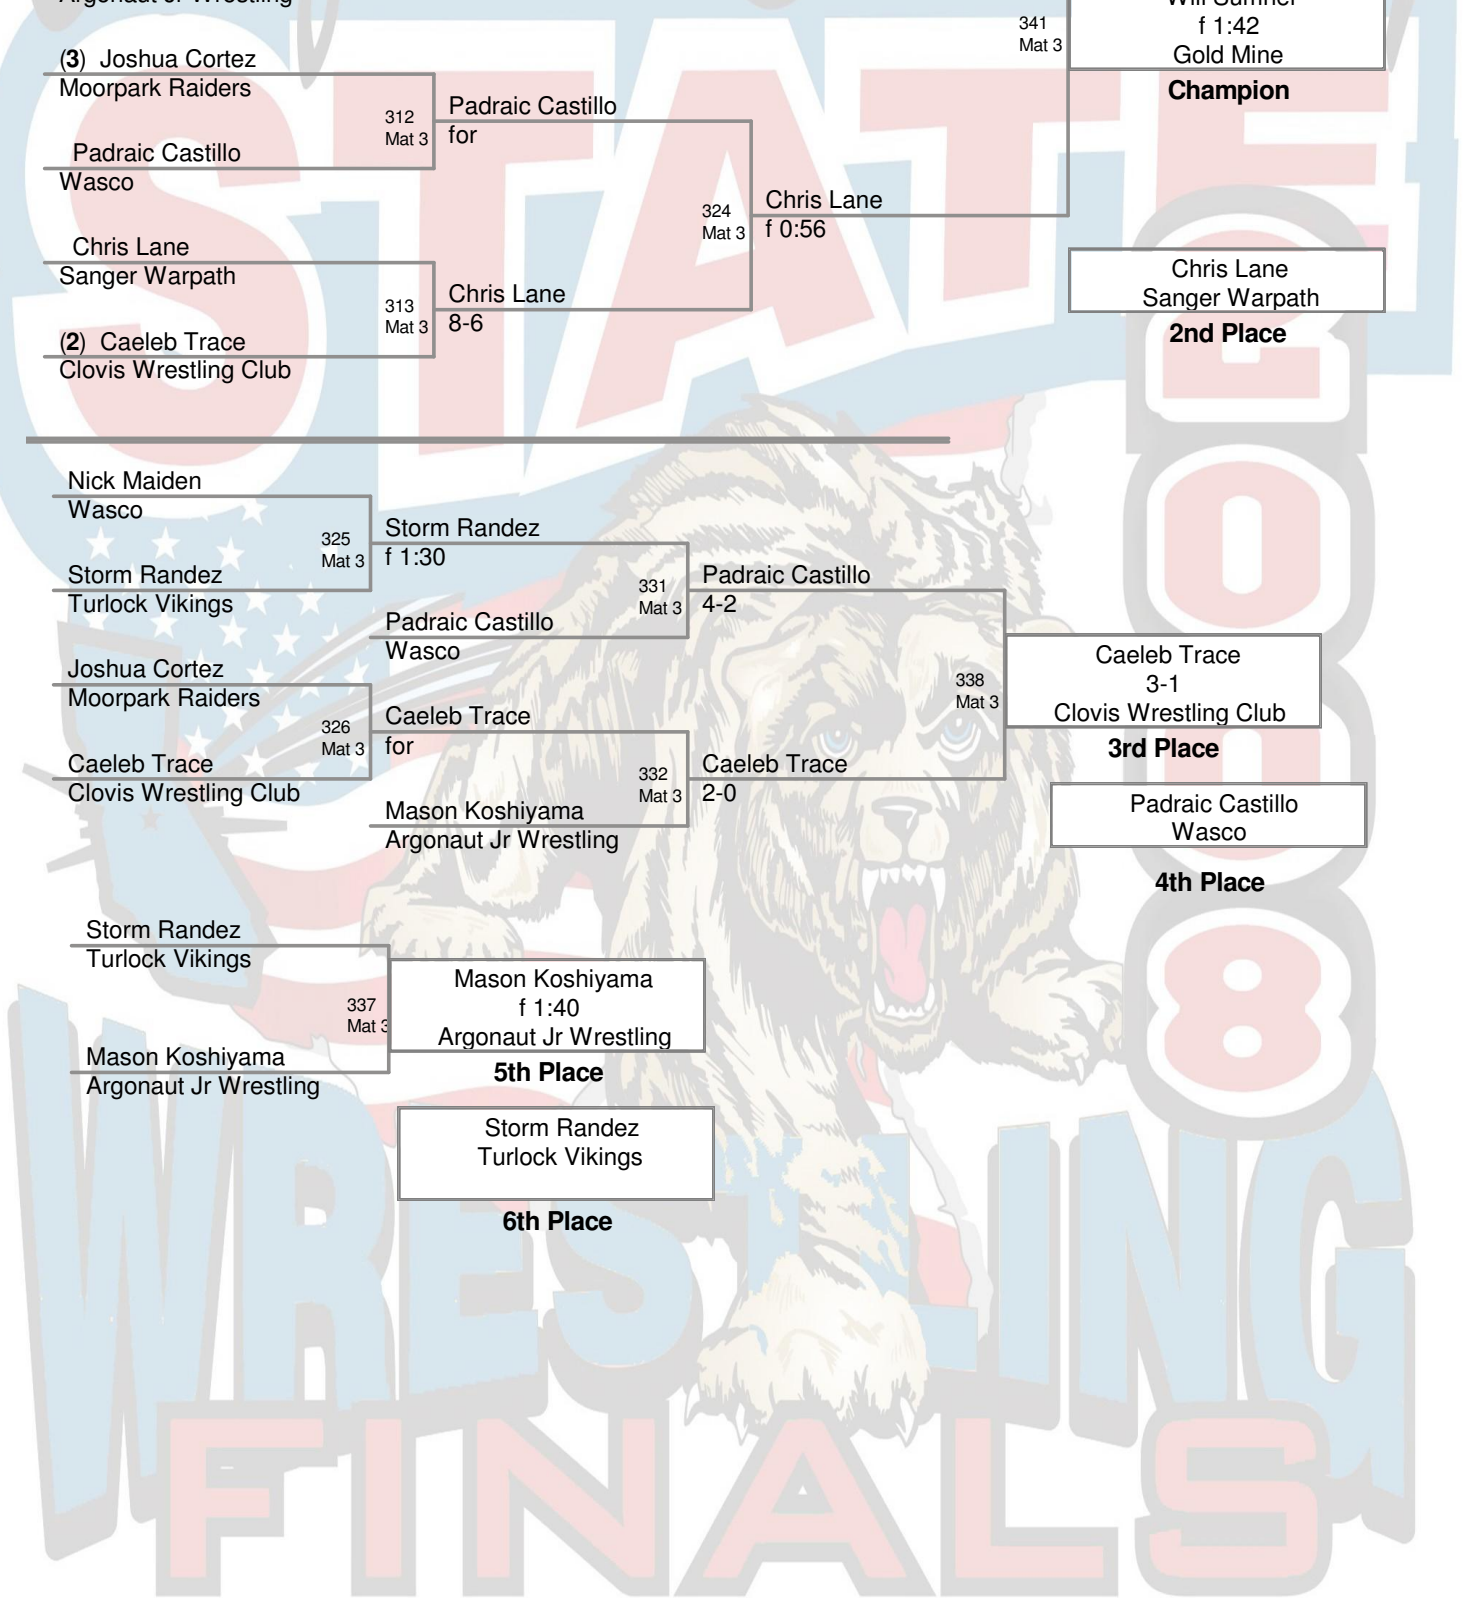 Argonaut Jr Wrestling
Will Sumner
341
Mat 3
f 1:42
Gold Mine
Champion
(3) Joshua Cortez
Moorpark Raiders
312
Mat 3
Padraic Castillo
for
Padraic Castillo
Wasco
324
Mat 3
Chris Lane
f 0:56
Chris Lane
Sanger Warpath
313
Mat 3
Chris Lane
8-6
(2) Caeleb Trace
Clovis Wrestling Club
Chris Lane
Sanger Warpath
2nd Place
Nick Maiden
Wasco
325
Mat 3
Storm Randez
f 1:30
Storm Randez
Turlock Vikings
331
Mat 3
Padraic Castillo
4-2
Padraic Castillo
Wasco
Joshua Cortez
Moorpark Raiders
326
Mat 3
Caeleb Trace
for
Caeleb Trace
Clovis Wrestling Club
332
Mat 3
Caeleb Trace
2-0
Mason Koshiyama
Argonaut Jr Wrestling
338
Mat 3
Caeleb Trace
3-1
Clovis Wrestling Club
3rd Place
Padraic Castillo
Wasco
4th Place
Storm Randez
Turlock Vikings
337
Mat 3
Mason Koshiyama
f 1:40
Argonaut Jr Wrestling
5th Place
Mason Koshiyama
Argonaut Jr Wrestling
Storm Randez
Turlock Vikings
6th Place
STATE
2008
WRESTLING
FINALS